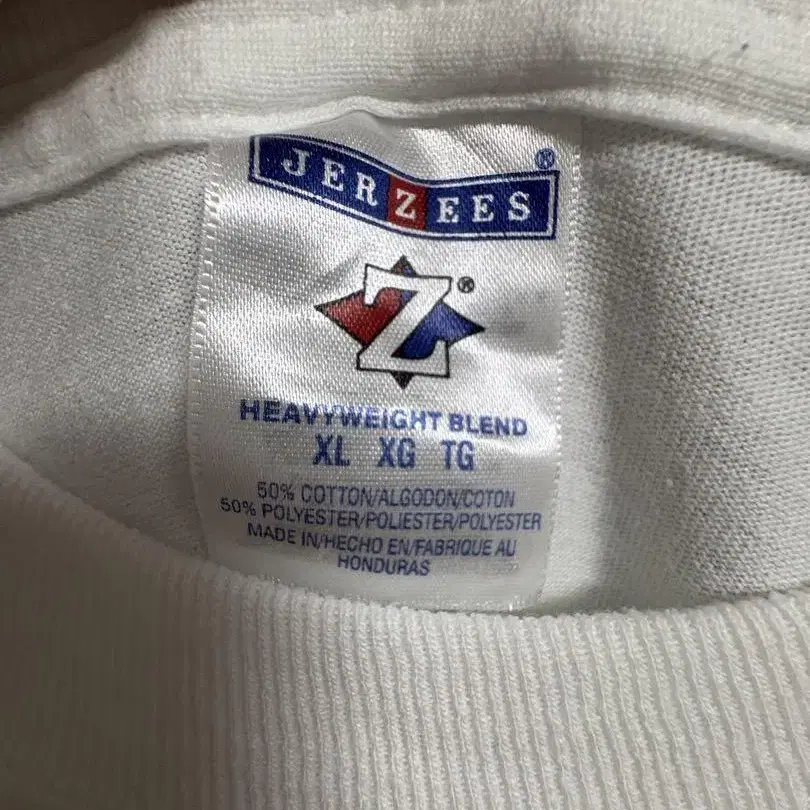 JERZEES®
Z®
HEAVYWEIGHT BLEND
XL XG TG
50% COTTON/ALGODON/COTON
50% POLYESTER/POLIESTER/POLYESTER
MADE IN/HECHO EN/FABRIQUE AU
HONDURAS